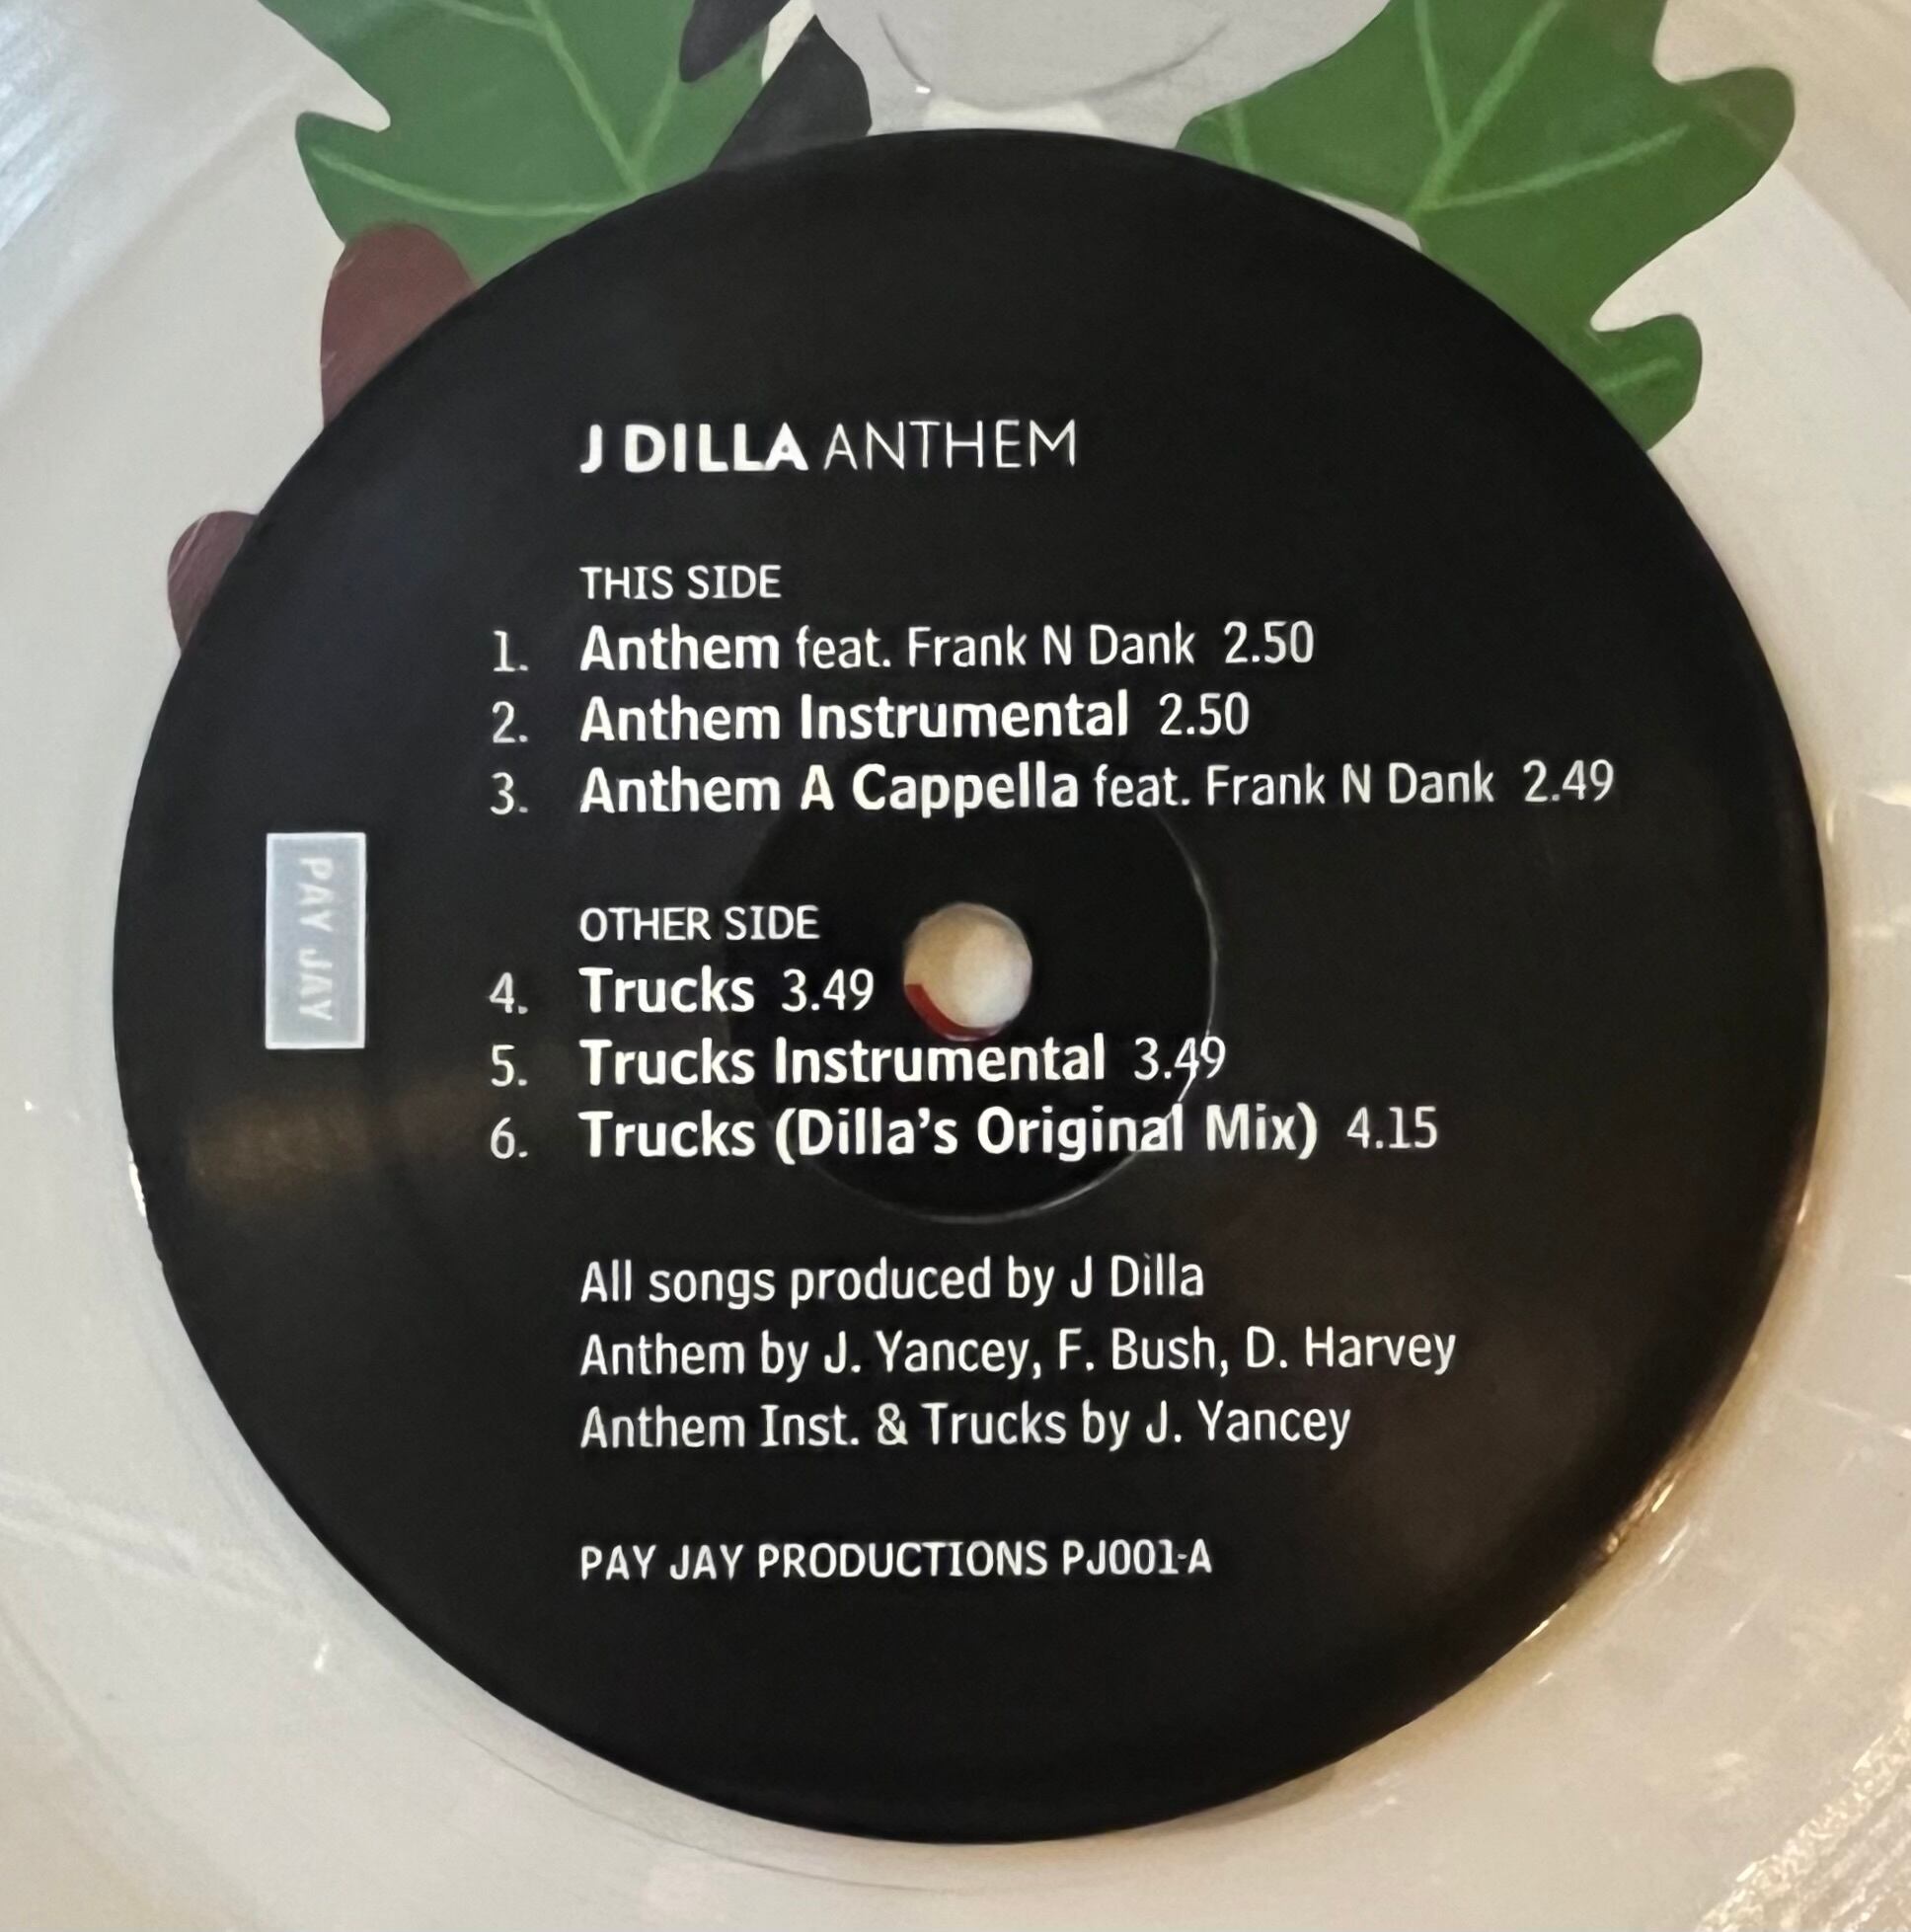 J DILLA ANTHEM
THIS SIDE
1. Anthem feat. Frank N Dank 2.50
2. Anthem Instrumental 2.50
3. Anthem A Cappella feat. Frank N Dank 2.49
PAY JAY
OTHER SIDE
4. Trucks 3.49
5. Trucks Instrumental 3.49
6. Trucks (Dilla's Original Mix) 4.15
All songs produced by J Dilla
Anthem by J. Yancey, F. Bush, D. Harvey
Anthem Inst. & Trucks by J. Yancey
PAY JAY PRODUCTIONS PJ001-A